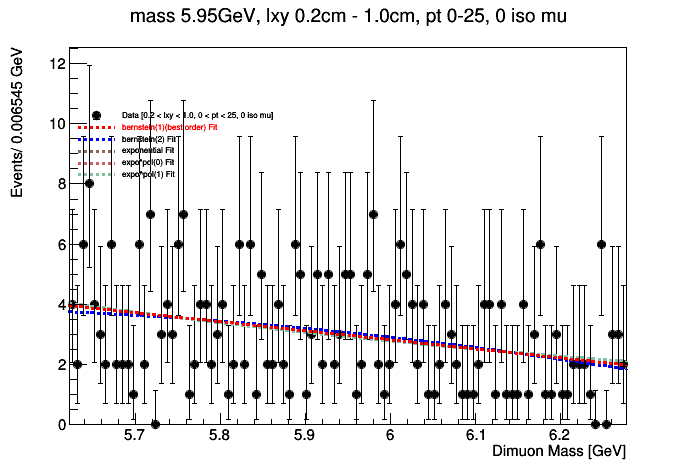 mass 5.95GeV, lxy 0.2cm - 1.0cm, pt 0-25, 0 iso mu
Events/ 0.006545 GeV
12
10
8
6
4
2
0
Data [0.2 < lxy < 1.0, 0 < pt < 25, 0 iso mu]
bernstein(1)(best order) Fit
bernstein(2) Fit
exponential Fit
expo*pol(0) Fit
expo*pol(1) Fit
5.7 5.8 5.9 6 6.1 6.2
Dimuon Mass [GeV]